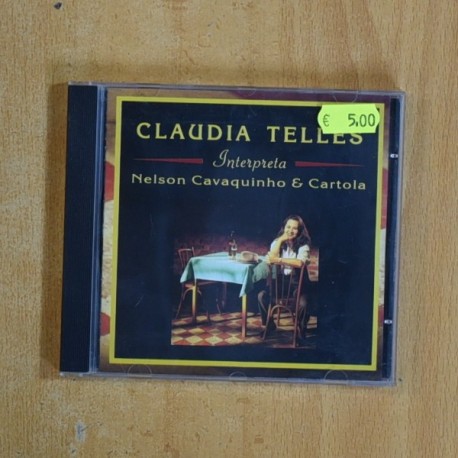 € 5.00
CLAUDIA TELLES
Interpreta
Nelson Cavaquinho & Cartola